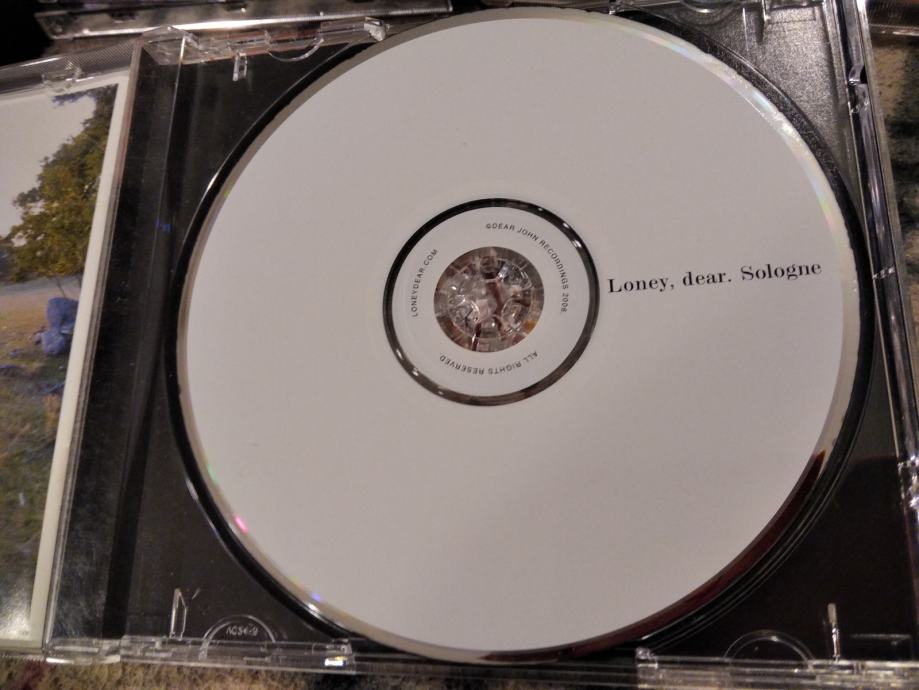 Loney, dear. Sologne
©DEAR JOHN RECORDINGS 2006
ALL RIGHTS RESERVED
LONEYDEAR.COM